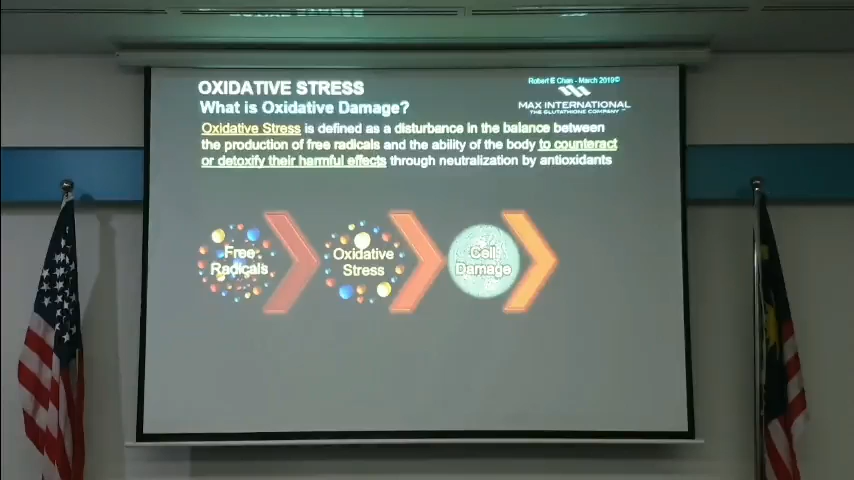 OXIDATIVE STRESS
What is Oxidative Damage?
Robert E Chan - March 2019©
MAX INTERNATIONAL
THE GLUTATHIONE COMPANY
Oxidative Stress is defined as a disturbance in the balance between
the production of free radicals and the ability of the body to counteract
or detoxify their harmful effects through neutralization by antioxidants
Free
Radicals
Oxidative
Stress
Cell
Damage